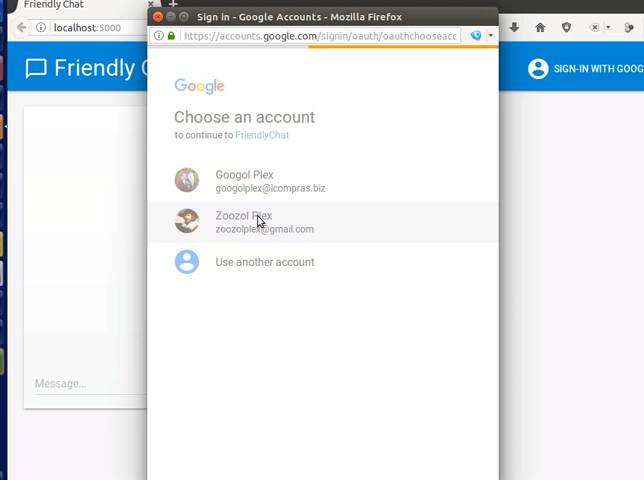 Friendly Chat
Sign in - Google Accounts - Mozilla Firefox
localhost:5000
https://accounts.google.com/signin/oauth/oauthchooseacc
Friendly C
SIGN-IN WITH GOOG
Google
Choose an account
to continue to FriendlyChat
Googol Plex
googolplex@lcompras.biz
Zoozol Plex
zoozolplex@gmail.com
Use another account
Message...